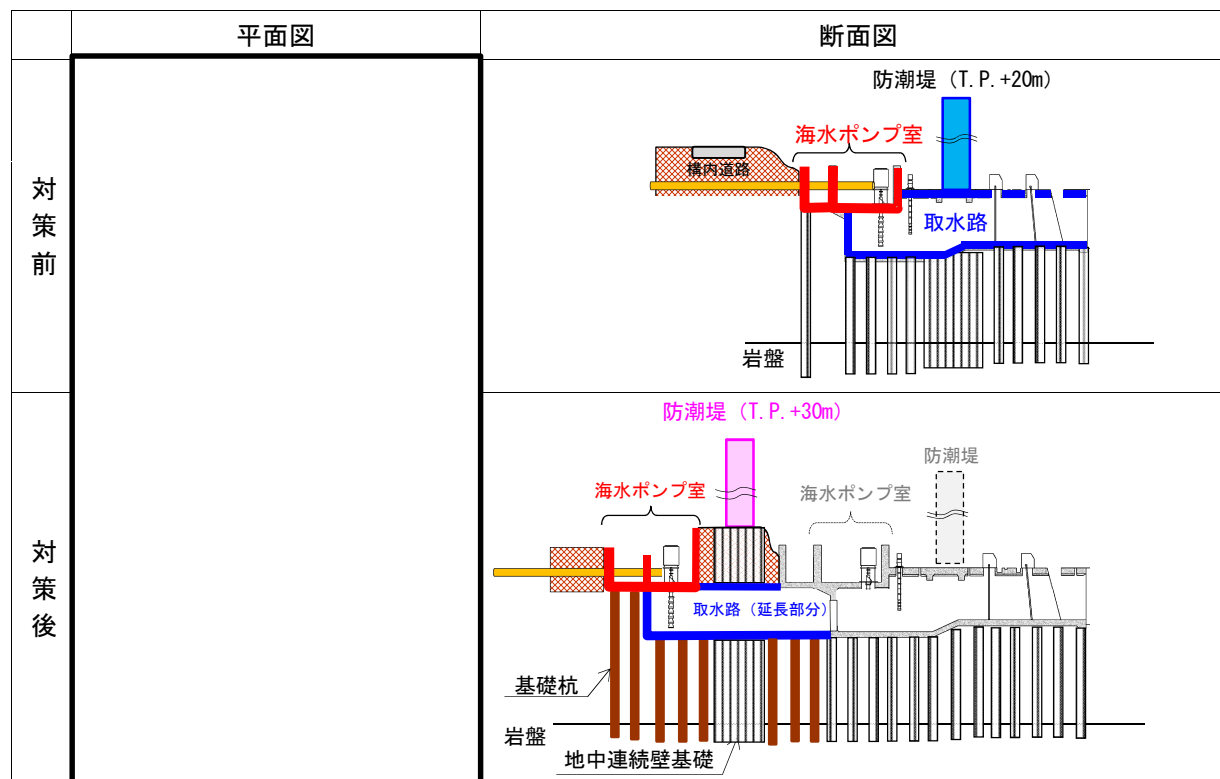 平面図
断面図
対策前
防潮堤（T.P.+20m）
海水ポンプ室
構内道路
取水路
岩盤
対策後
防潮堤（T.P.+30m）
防潮堤
海水ポンプ室
海水ポンプ室
取水路（延長部分）
基礎杭
岩盤
地中連続壁基礎